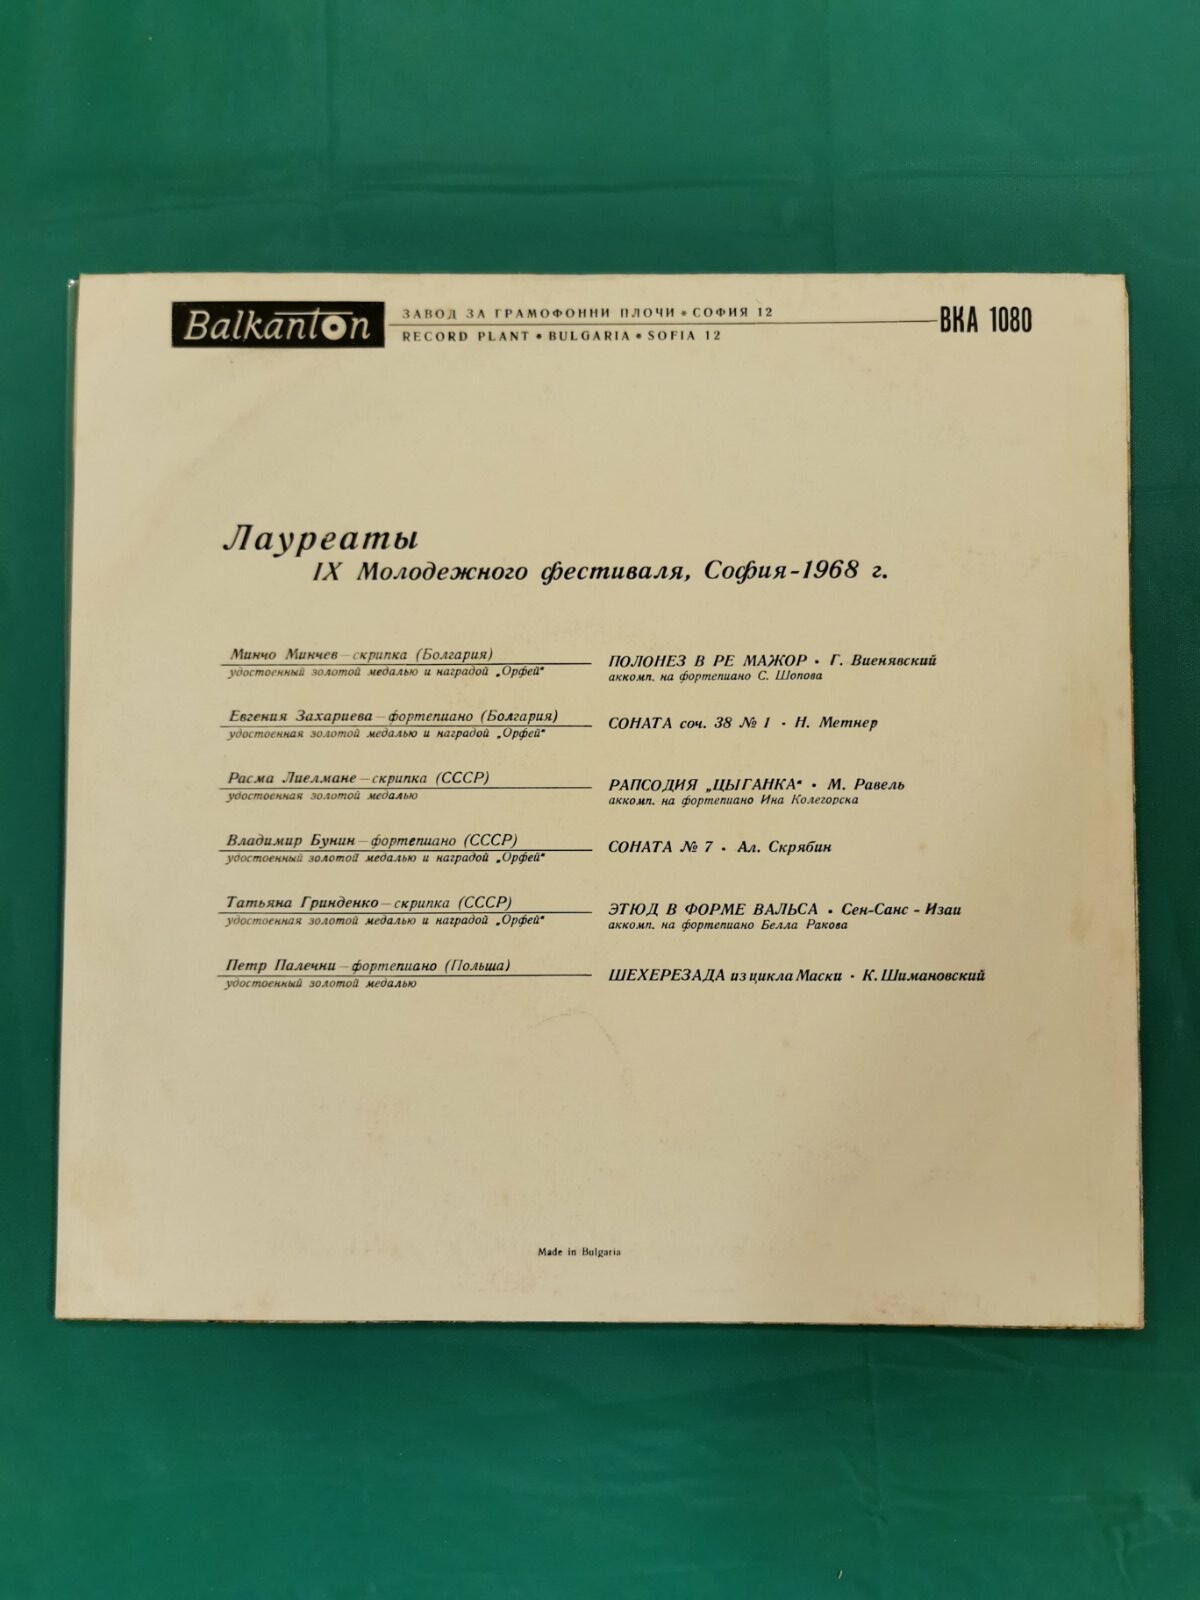 Balkanton
ЗАВОД ЗА ГРАМОФОННИ ПЛОЧИ • СОФИЯ 12
RECORD PLANT • BULGARIA • SOFIA 12
ВКА 1080
Лауреаты
IX Молодежного фестиваля, София-1968 г.
Минчо Минчев – скрипка (Болгария)
удостоенный золотой медалью и наградой „Орфей“
ПОЛОНЕЗ В РЕ МАЖОР • Г. Виенявский
аккомп. на фортепиано С. Шопова
Евгения Захариева – фортепиано (Болгария)
удостоенная золотой медалью и наградой „Орфей“
СОНАТА соч. 38 № 1 • Н. Метнер
Расма Лиелмане – скрипка (СССР)
удостоенная золотой медалью
РАПСОДИЯ „ЦЫГАНКА“ • М. Равель
аккомп. на фортепиано Ина Колегорска
Владимир Бунин – фортепиано (СССР)
удостоенный золотой медалью и наградой „Орфей“
СОНАТА № 7 • Ал. Скрябин
Татьяна Гринденко – скрипка (СССР)
удостоенная золотой медалью и наградой „Орфей“
ЭТЮД В ФОРМЕ ВАЛЬСА • Сен-Санс - Изаи
аккомп. на фортепиано Белла Ракова
Петр Палечни – фортепиано (Польша)
удостоенный золотой медалью
ШЕХЕРЕЗАДА из цикла Маски • К. Шимановский
Made in Bulgaria